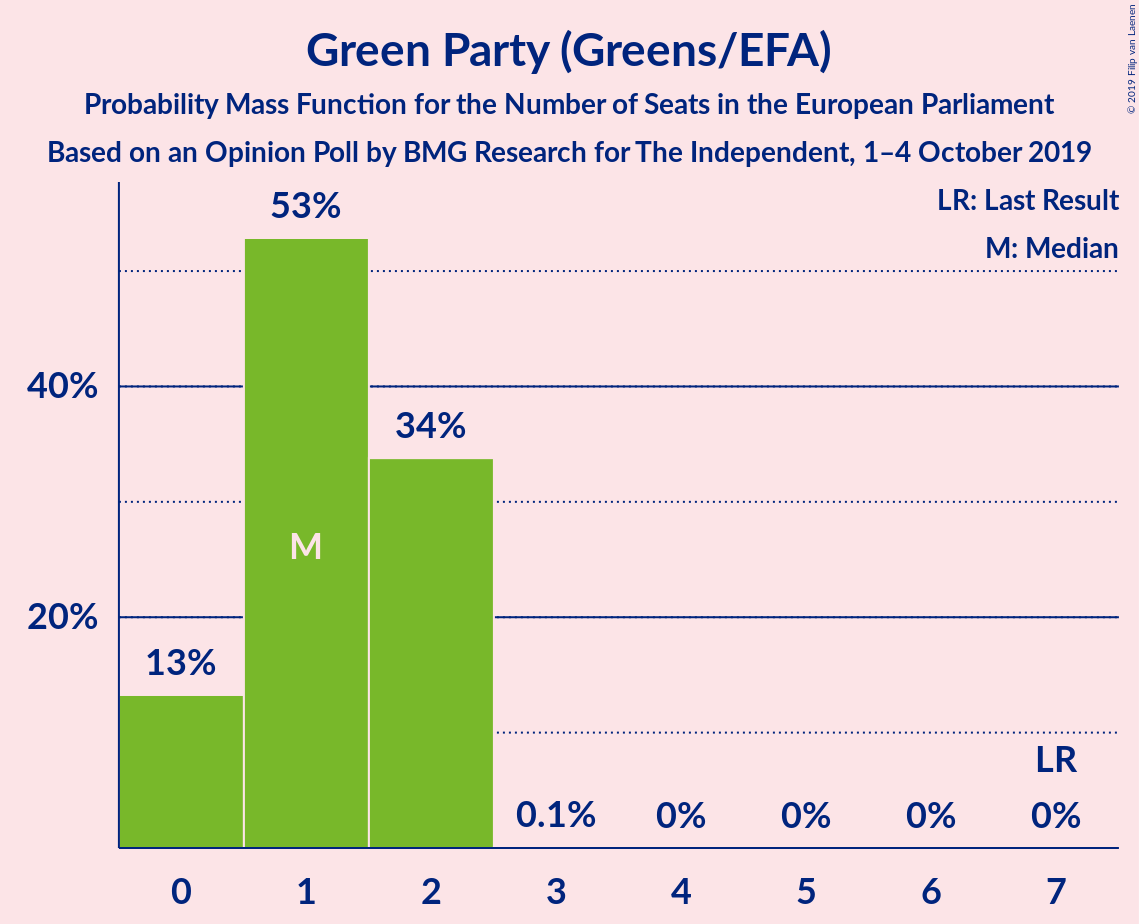 Green Party (Greens/EFA)
Probability Mass Function for the Number of Seats in the European Parliament
Based on an Opinion Poll by BMG Research for The Independent, 1–4 October 2019
© 2019 Filip van Laenen
LR: Last Result
M: Median
53%
40%
34%
M
20%
13%
LR
0.1%
0%
0%
0%
0%
0
1
2
3
4
5
6
7